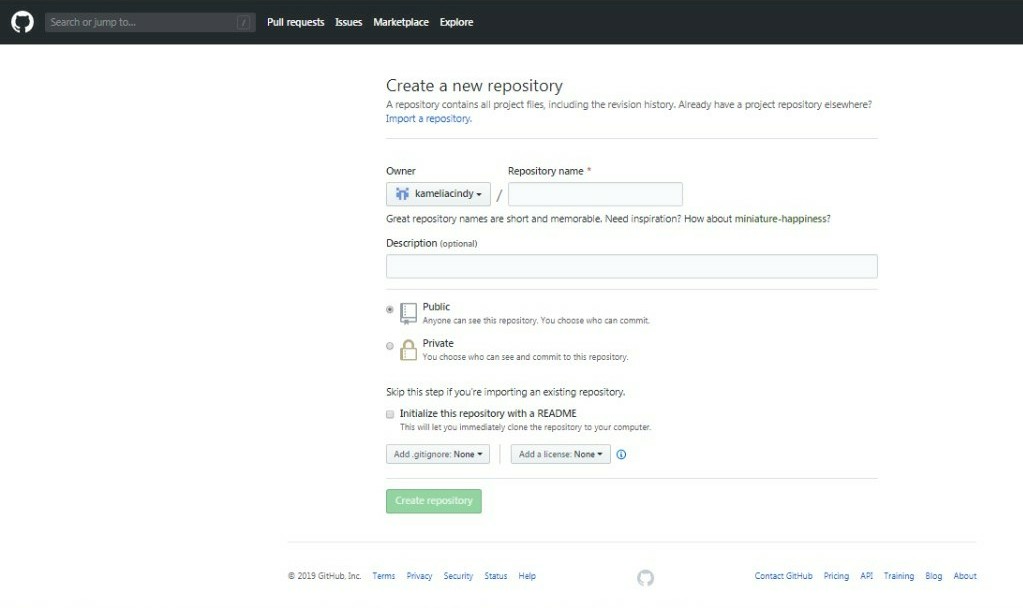 Search or jump to... /
Pull requests Issues Marketplace Explore
Create a new repository
A repository contains all project files, including the revision history. Already have a project repository elsewhere?
Import a repository.
Owner Repository name *
kameliacindy /
Great repository names are short and memorable. Need inspiration? How about miniature-happiness?
Description (optional)
Public
Anyone can see this repository. You choose who can commit.
Private
You choose who can see and commit to this repository.
Skip this step if you're importing an existing repository.
Initialize this repository with a README
This will let you immediately clone the repository to your computer.
Add .gitignore: None Add a license: None
Create repository
© 2019 GitHub, Inc. Terms Privacy Security Status Help Contact GitHub Pricing API Training Blog About